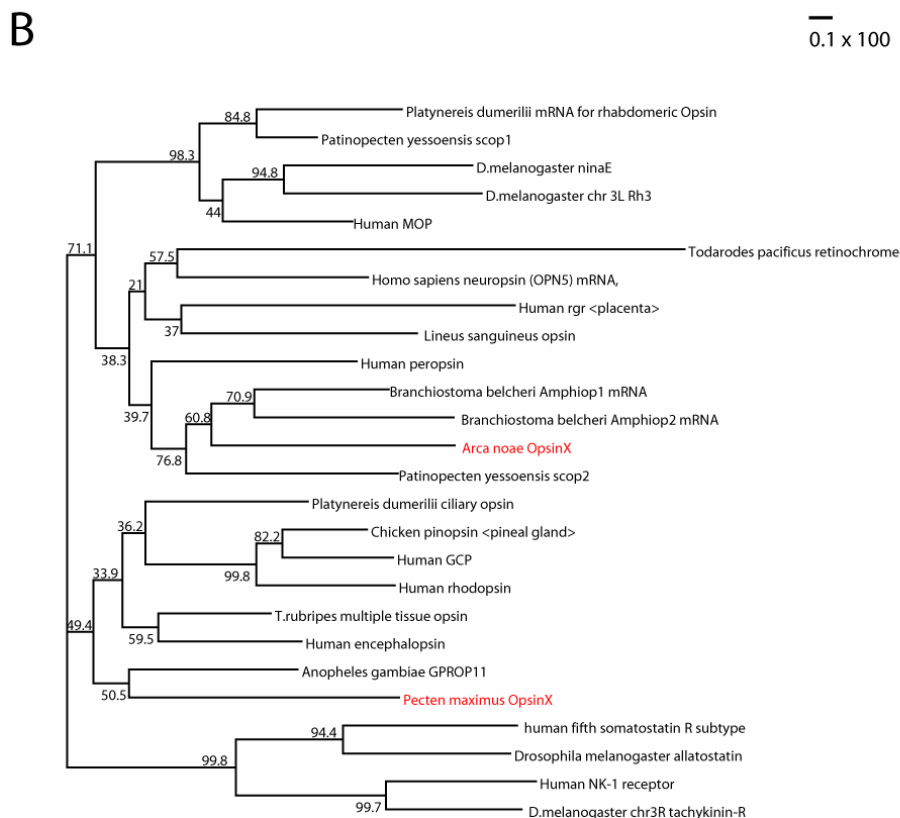 B
0.1 x 100
84.8
Platynereis dumerilii mRNA for rhabdomeric Opsin
Patinopecten yessoensis scop1
98.3
94.8
D.melanogaster ninaE
D.melanogaster chr 3L Rh3
44
Human MOP
71.1
57.5
Todarodes pacificus retinochrome
Homo sapiens neuropsin (OPN5) mRNA,
21
Human rgr <placenta>
37
Lineus sanguineus opsin
38.3
Human peropsin
39.7
70.9
Branchiostoma belcheri Amphiop1 mRNA
60.8
Branchiostoma belcheri Amphiop2 mRNA
Arca noae OpsinX
76.8
Patinopecten yessoensis scop2
36.2
Platynereis dumerilii ciliary opsin
82.2
Chicken pinopsin <pineal gland>
Human GCP
99.8
Human rhodopsin
33.9
T.rubripes multiple tissue opsin
59.5
Human encephalopsin
49.4
Anopheles gambiae GPROP11
50.5
Pecten maximus OpsinX
94.4
human fifth somatostatin R subtype
Drosophila melanogaster allatostatin
99.8
Human NK-1 receptor
99.7
D.melanogaster chr3R tachykinin-R